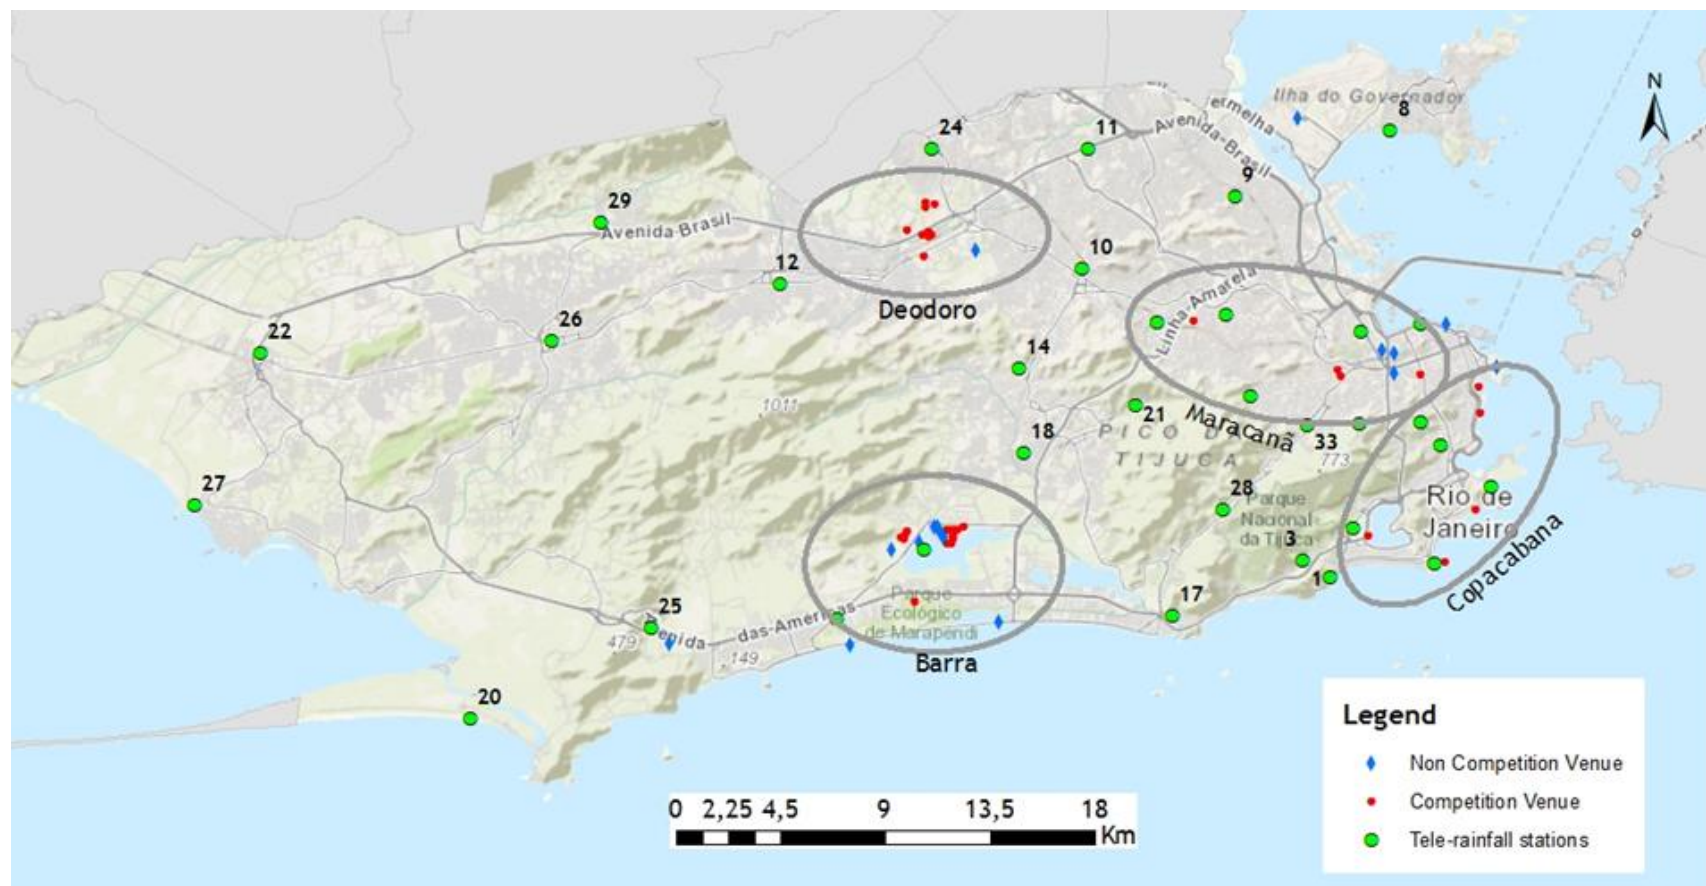 N
Ilha do Governador
8
ermelha
Avenida-Brasil
24
11
9
29
Avenida-Brasil
12
10
Deodoro
Linha Amarela
22
26
14
1011
21
Maracanã
33
PICO DA
TIJUCA
773
18
27
28
Parque
Nacional
da Tijuca
Rio de
Janeiro
3
1
Copacabana
17
25
Avenida das-Américas
479
149
Parque
Ecológico
de Marapendi
Barra
20
Legend
Non Competition Venue
Competition Venue
Tele-rainfall stations
0 2,25 4,5 9 13,5 18
Km